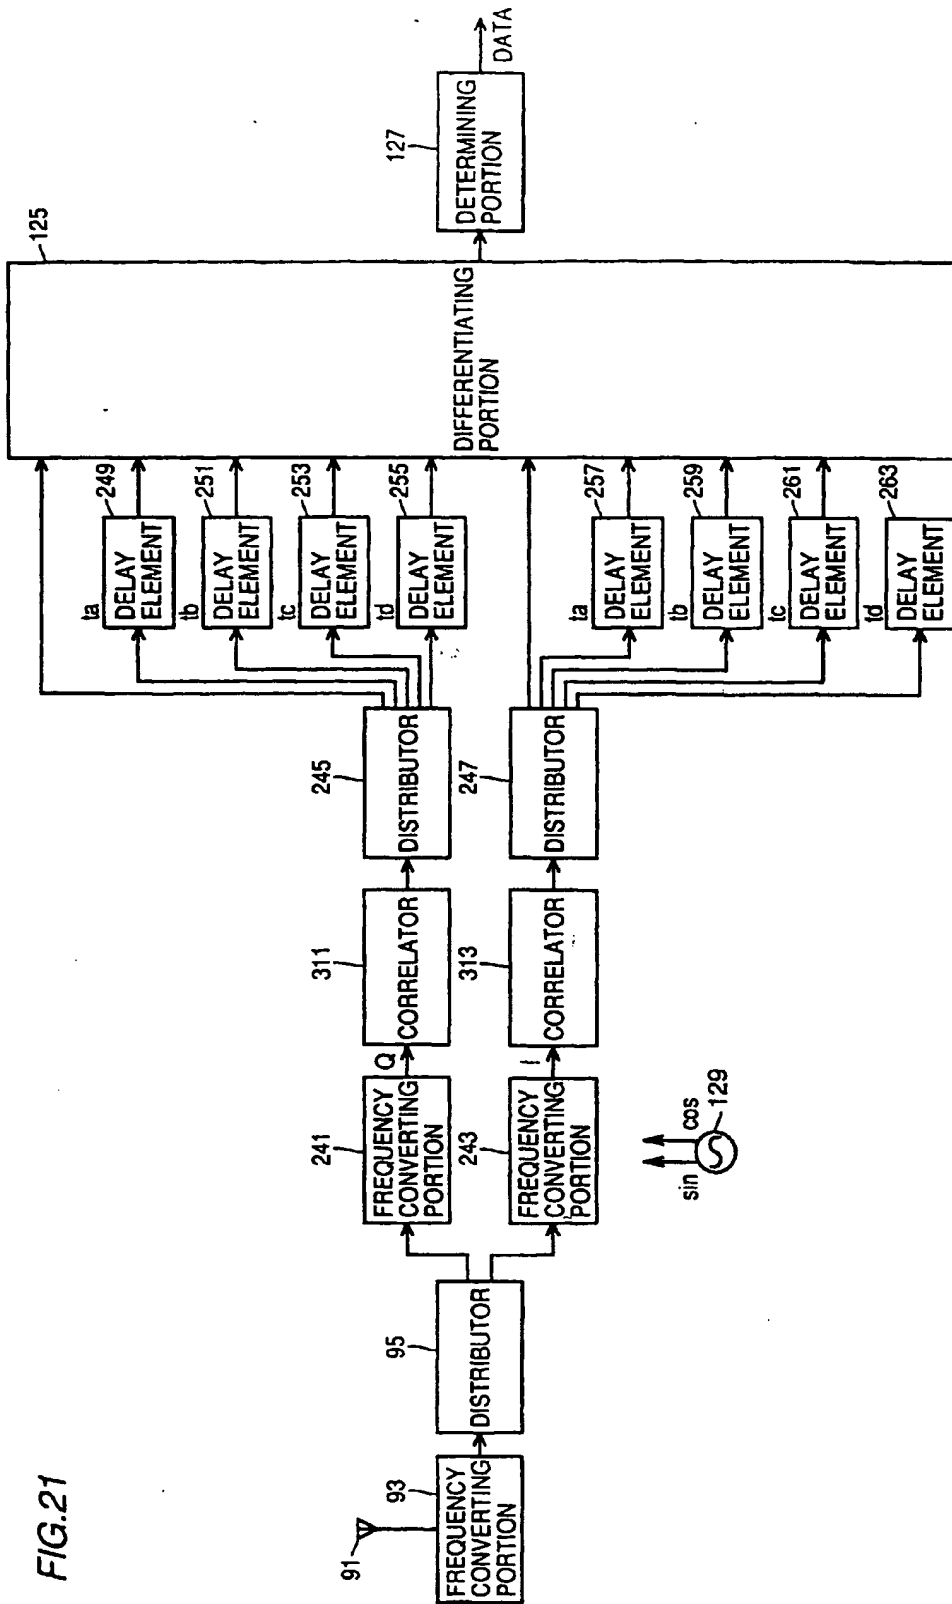 FIG.21
91
93
FREQUENCY
CONVERTING
PORTION
95
DISTRIBUTOR
241
FREQUENCY
CONVERTING
PORTION
Q
311
CORRELATOR
245
DISTRIBUTOR
243
FREQUENCY
CONVERTING
PORTION
I
313
CORRELATOR
247
DISTRIBUTOR
sin
cos
129
ta
249
DELAY
ELEMENT
tb
251
DELAY
ELEMENT
tc
253
DELAY
ELEMENT
td
255
DELAY
ELEMENT
ta
257
DELAY
ELEMENT
tb
259
DELAY
ELEMENT
tc
261
DELAY
ELEMENT
td
263
DELAY
ELEMENT
125
DIFFERENTIATING
PORTION
127
DETERMINING
PORTION
DATA